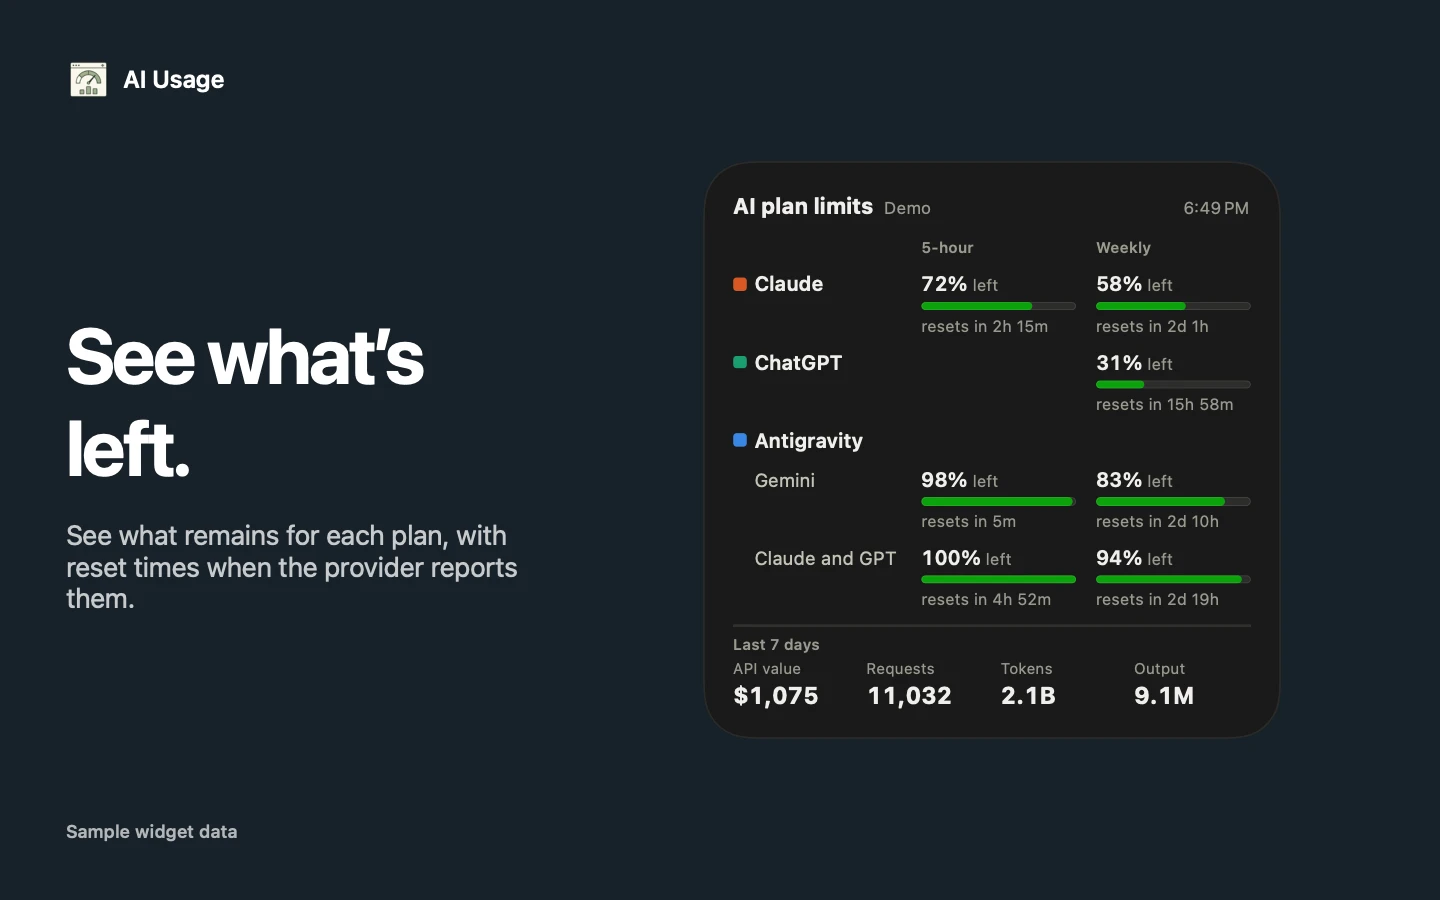 AI Usage
See what's
left.
See what remains for each plan, with
reset times when the provider reports
them.
Sample widget data
AI plan limits Demo 6:49 PM
5-hour Weekly
Claude 72% left 58% left
resets in 2h 15m resets in 2d 1h
ChatGPT 31% left
resets in 15h 58m
Antigravity
Gemini 98% left 83% left
resets in 5m resets in 2d 10h
Claude and GPT 100% left 94% left
resets in 4h 52m resets in 2d 19h
Last 7 days
API value Requests Tokens Output
$1,075 11,032 2.1B 9.1M